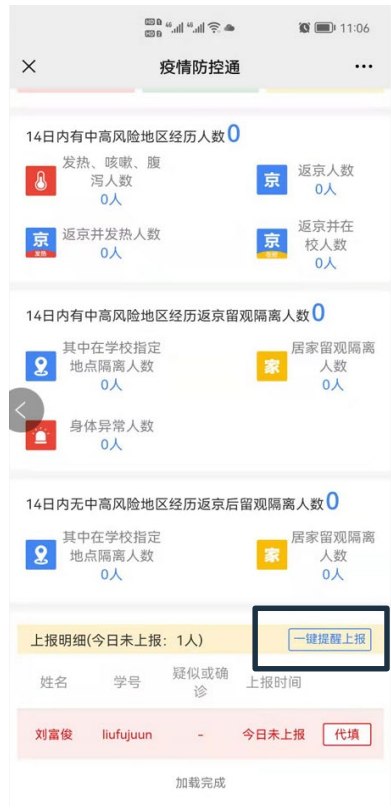 HD 46 46 11:06
疫情防控通
14日内有中高风险地区经历人数0
发热、咳嗽、腹
泻人数
0人
京
返京人数
0人
京
发热
返京并发热人数
0人
京
返京并在
校人数
0人
14日内有中高风险地区经历返京留观隔离人数0
其中在学校指定
地点隔离人数
0人
家
居家留观隔离
人数
0人
身体异常人数
0人
14日内无中高风险地区经历返京后留观隔离人数0
其中在学校指定
地点隔离人数
0人
家
居家留观隔离
人数
0人
上报明细(今日未上报：1人) 一键提醒上报
姓名 学号 疑似或确
诊 上报时间
刘富俊 liufujuun - 今日未上报 代填
加载完成